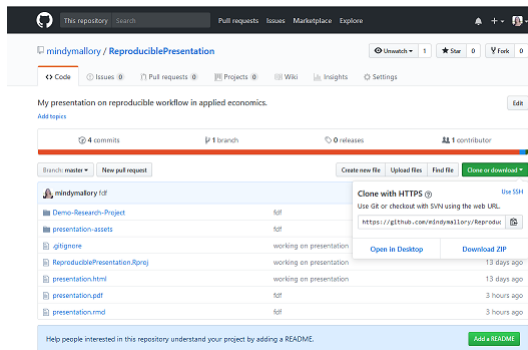 This repository Search Pull requests Issues Marketplace Explore
mindymallory / ReproduciblePresentation Unwatch 1 Star 0 Fork 0
Code Issues 0 Pull requests 0 Projects 0 Wiki Insights Settings
My presentation on reproducible workflow in applied economics. Edit
Add topics
4 commits 1 branch 0 releases 1 contributor
Branch: master New pull request Create new file Upload files Find file Clone or download
mindymallory fdf
Clone with HTTPS Use SSH
Use Git or checkout with SVN using the web URL.
https://github.com/mindymallory/Reproduc
Open in Desktop Download ZIP
Demo-Research-Project fdf
presentation-assets fdf
.gitignore working on presentation
ReproduciblePresentation.Rproj working on presentation 13 days ago
presentation.html working on presentation 13 days ago
presentation.pdf fdf 3 hours ago
presentation.rmd fdf 3 hours ago
Help people interested in this repository understand your project by adding a README. Add a README